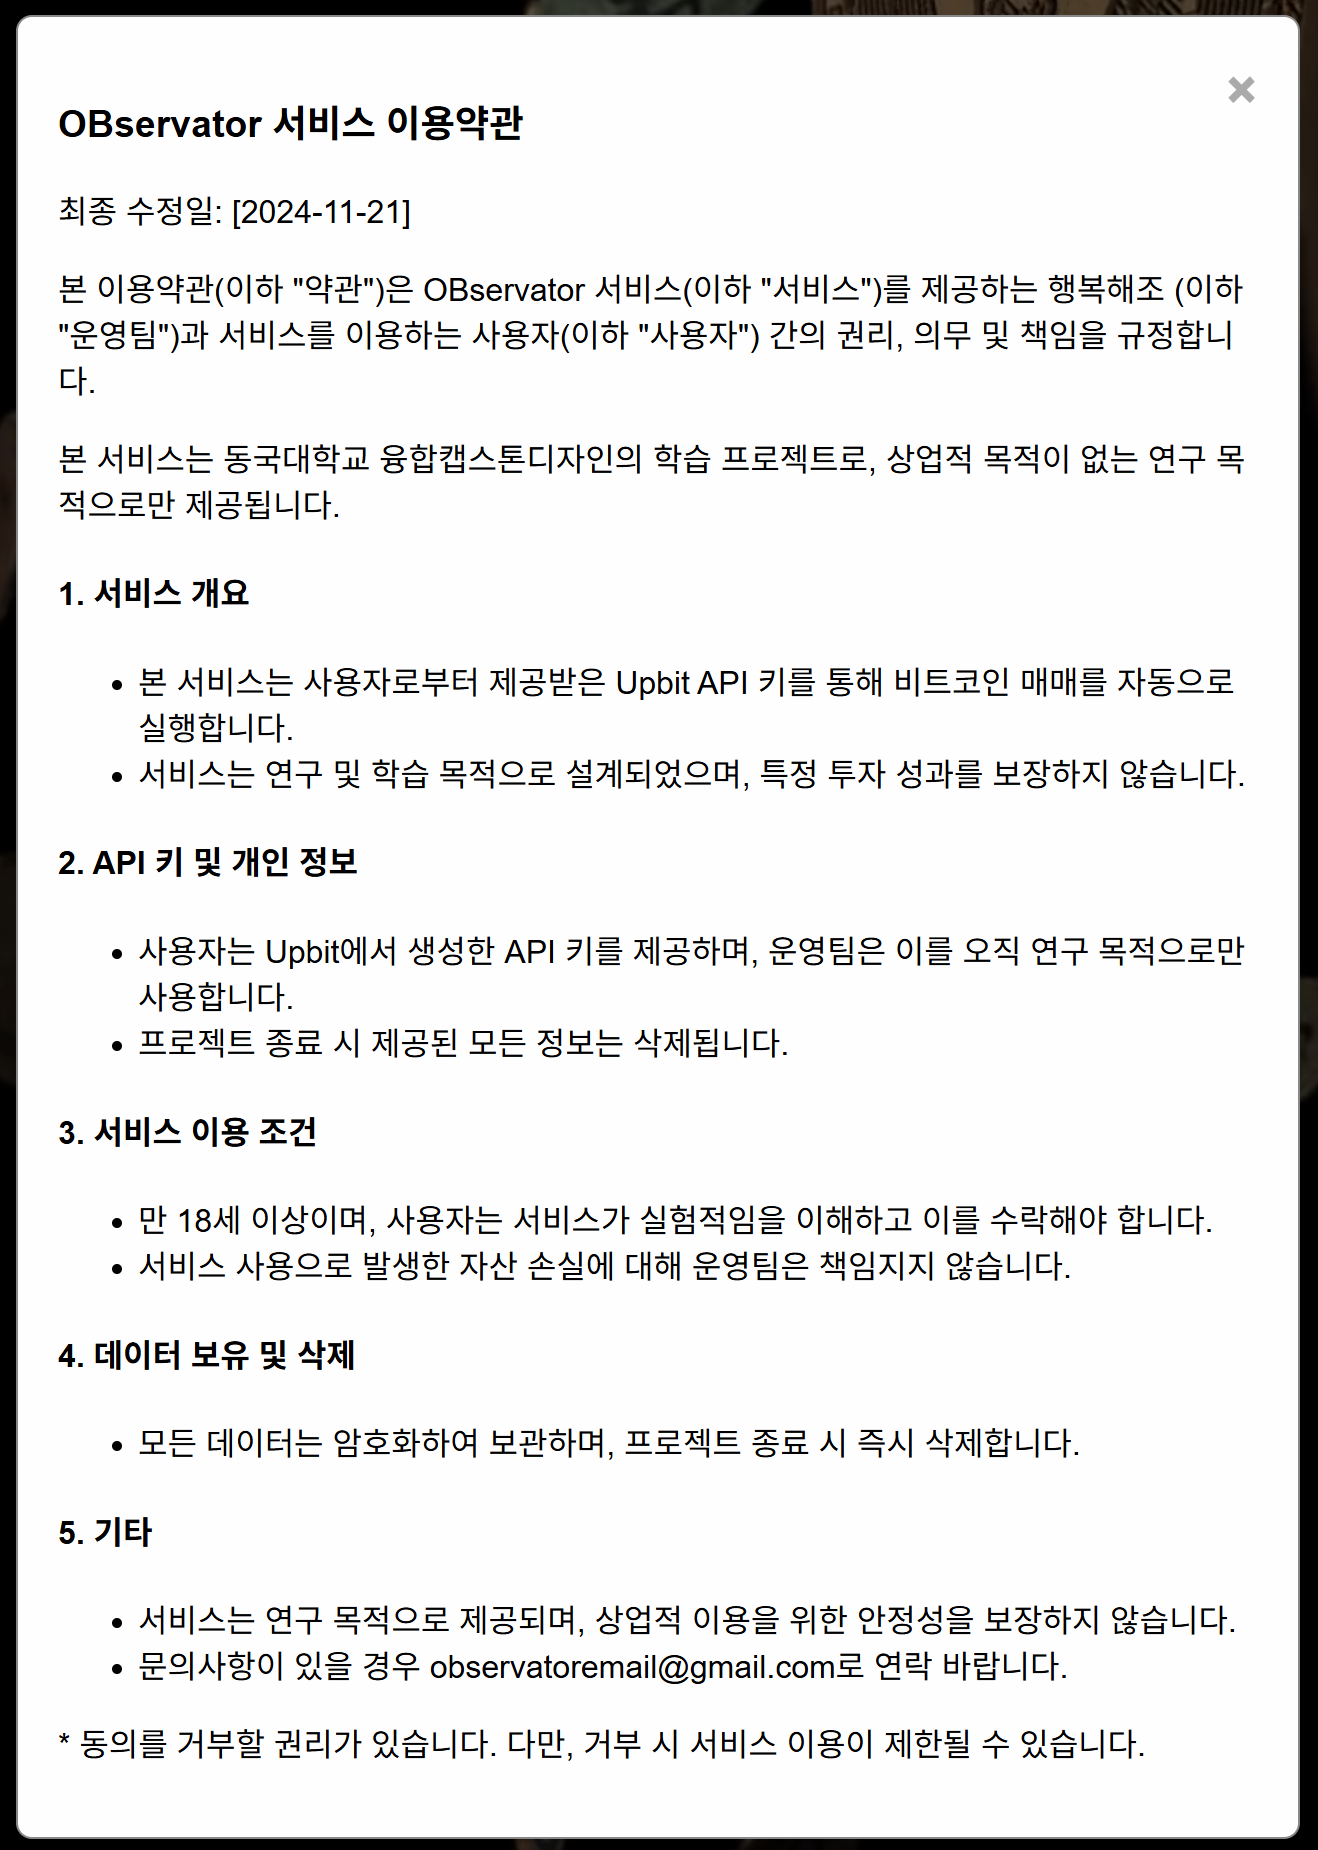 OBservator 서비스 이용약관
최종 수정일: [2024-11-21]
본 이용약관(이하 "약관")은 OBservator 서비스(이하 "서비스")를 제공하는 행복해조 (이하
"운영팀")과 서비스를 이용하는 사용자(이하 "사용자") 간의 권리, 의무 및 책임을 규정합니
다.
본 서비스는 동국대학교 융합캡스톤디자인의 학습 프로젝트로, 상업적 목적이 없는 연구 목
적으로만 제공됩니다.
1. 서비스 개요
• 본 서비스는 사용자로부터 제공받은 Upbit API 키를 통해 비트코인 매매를 자동으로
실행합니다.
• 서비스는 연구 및 학습 목적으로 설계되었으며, 특정 투자 성과를 보장하지 않습니다.
2. API 키 및 개인 정보
• 사용자는 Upbit에서 생성한 API 키를 제공하며, 운영팀은 이를 오직 연구 목적으로만
사용합니다.
• 프로젝트 종료 시 제공된 모든 정보는 삭제됩니다.
3. 서비스 이용 조건
• 만 18세 이상이며, 사용자는 서비스가 실험적임을 이해하고 이를 수락해야 합니다.
• 서비스 사용으로 발생한 자산 손실에 대해 운영팀은 책임지지 않습니다.
4. 데이터 보유 및 삭제
• 모든 데이터는 암호화하여 보관하며, 프로젝트 종료 시 즉시 삭제합니다.
5. 기타
• 서비스는 연구 목적으로 제공되며, 상업적 이용을 위한 안정성을 보장하지 않습니다.
• 문의사항이 있을 경우 observatoremail@gmail.com로 연락 바랍니다.
* 동의를 거부할 권리가 있습니다. 다만, 거부 시 서비스 이용이 제한될 수 있습니다.